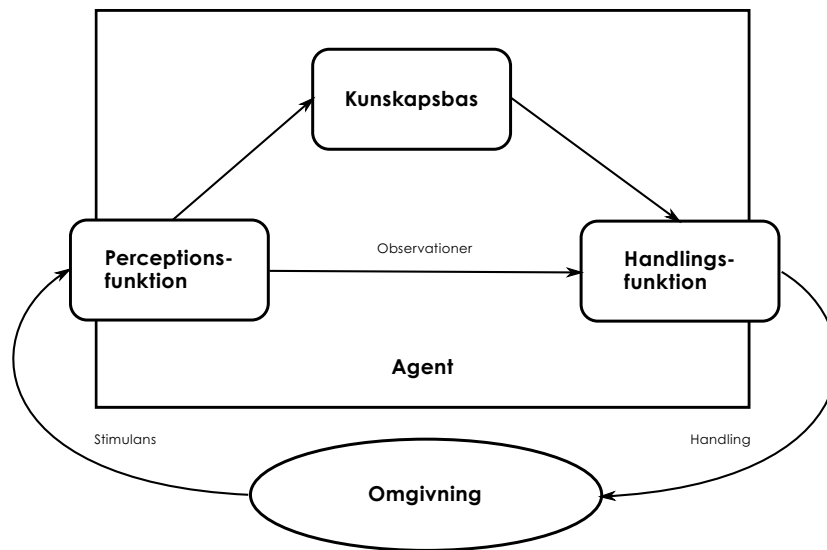 Kunskapsbas
Observationer
Perceptions-
funktion
Handlings-
funktion
Agent
Stimulans
Handling
Omgivning